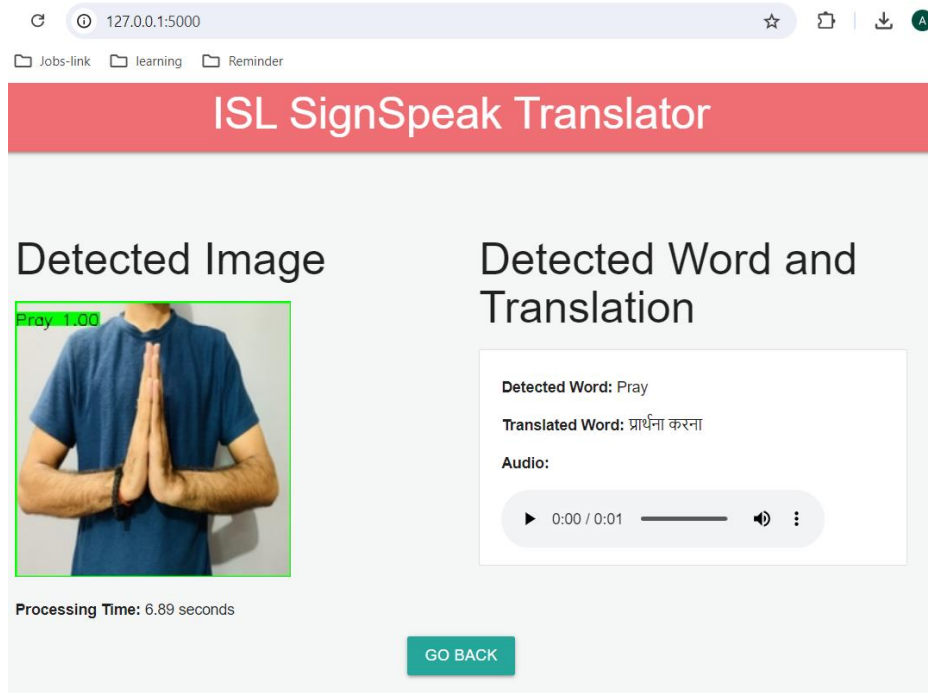 127.0.0.1:5000
A
Jobs-link learning Reminder
ISL SignSpeak Translator
Detected Image
Pray 1.00
Processing Time: 6.89 seconds
Detected Word and
Translation
Detected Word: Pray
Translated Word: प्रार्थना करना
Audio:
0:00 / 0:01
GO BACK